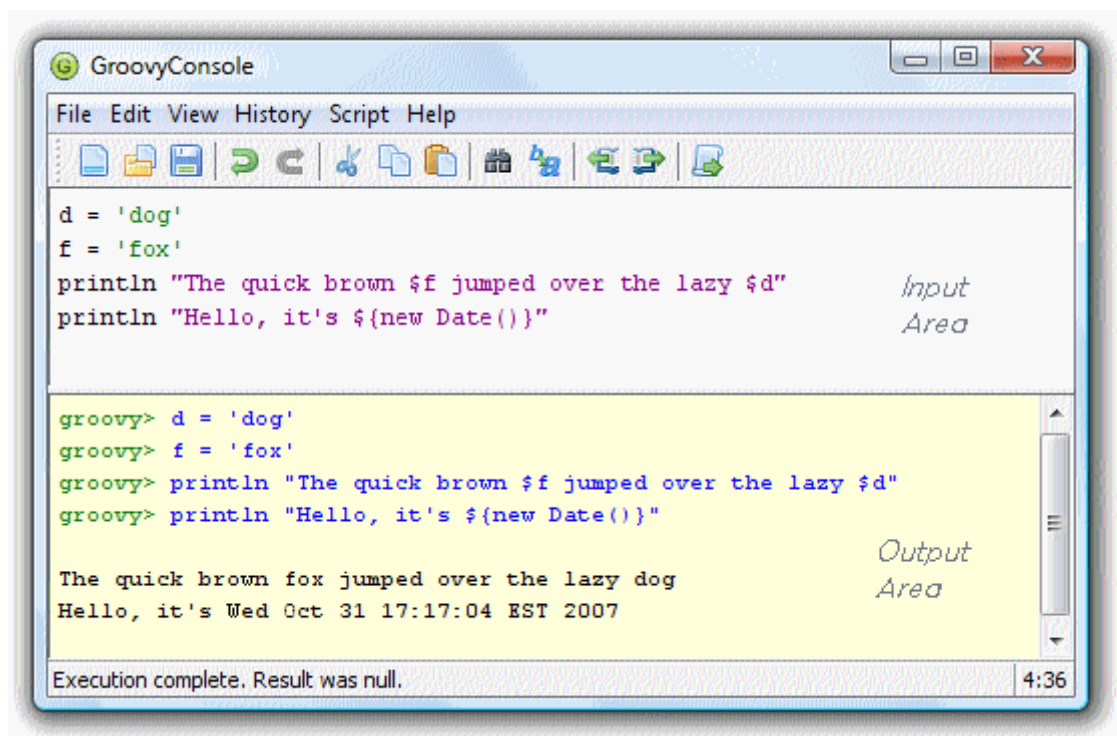 GroovyConsole
File Edit View History Script Help
d = 'dog'
f = 'fox'
println "The quick brown $f jumped over the lazy $d"
println "Hello, it's ${new Date()}"
Input
Area
groovy> d = 'dog'
groovy> f = 'fox'
groovy> println "The quick brown $f jumped over the lazy $d"
groovy> println "Hello, it's ${new Date()}"
The quick brown fox jumped over the lazy dog
Hello, it's Wed Oct 31 17:17:04 EST 2007
Output
Area
Execution complete. Result was null.
4:36